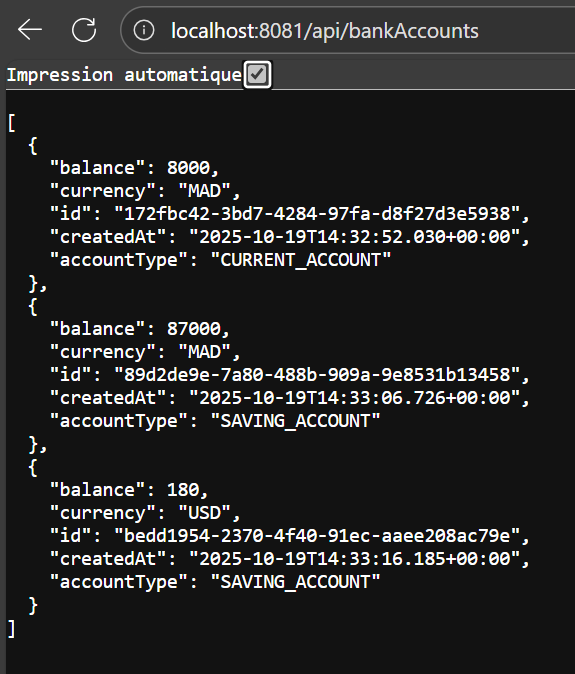 localhost:8081/api/bankAccounts
Impression automatique
[
  {
    "balance": 8000,
    "currency": "MAD",
    "id": "172fbc42-3bd7-4284-97fa-d8f27d3e5938",
    "createdAt": "2025-10-19T14:32:52.030+00:00",
    "accountType": "CURRENT_ACCOUNT"
  },
  {
    "balance": 87000,
    "currency": "MAD",
    "id": "89d2de9e-7a80-488b-909a-9e8531b13458",
    "createdAt": "2025-10-19T14:33:06.726+00:00",
    "accountType": "SAVING_ACCOUNT"
  },
  {
    "balance": 180,
    "currency": "USD",
    "id": "bedd1954-2370-4f40-91ec-aaee208ac79e",
    "createdAt": "2025-10-19T14:33:16.185+00:00",
    "accountType": "SAVING_ACCOUNT"
  }
]